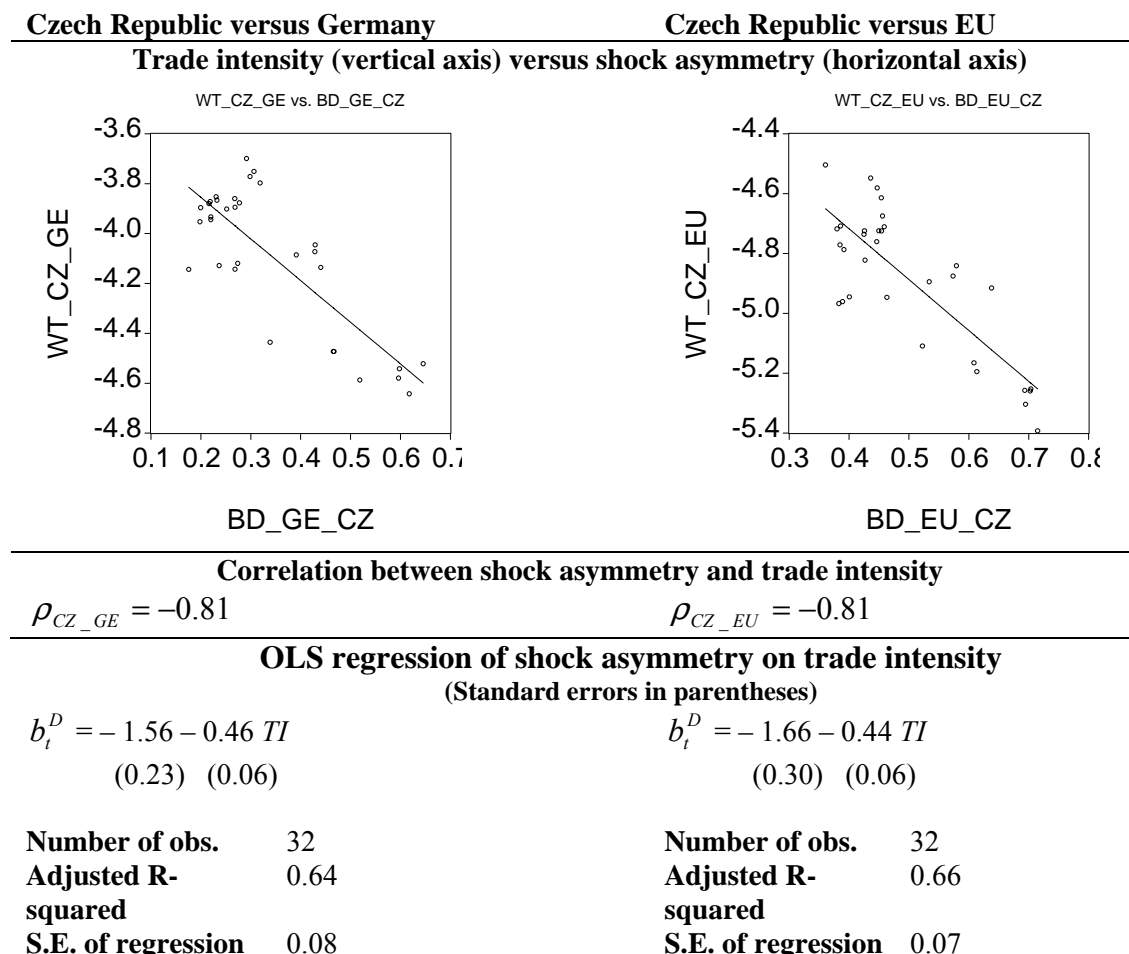 Czech Republic versus Germany Czech Republic versus EU
Trade intensity (vertical axis) versus shock asymmetry (horizontal axis)
WT_CZ_GE vs. BD_GE_CZ
-3.6
-3.8
-4.0
-4.2
-4.4
-4.6
-4.8
WT_CZ_GE
0.1 0.2 0.3 0.4 0.5 0.6
BD_GE_CZ
WT_CZ_EU vs. BD_EU_CZ
-4.4
-4.6
-4.8
-5.0
-5.2
-5.4
WT_CZ_EU
0.3 0.4 0.5 0.6 0.7
BD_EU_CZ
Correlation between shock asymmetry and trade intensity
ρCZ_GE = −0.81 ρCZ_EU = −0.81
OLS regression of shock asymmetry on trade intensity
(Standard errors in parentheses)
b_t^D = – 1.56 – 0.46 TI b_t^D = – 1.66 – 0.44 TI
(0.23) (0.06) (0.30) (0.06)
Number of obs. 32 Number of obs. 32
Adjusted R- 0.64 Adjusted R- 0.66
squared squared
S.E. of regression 0.08 S.E. of regression 0.07